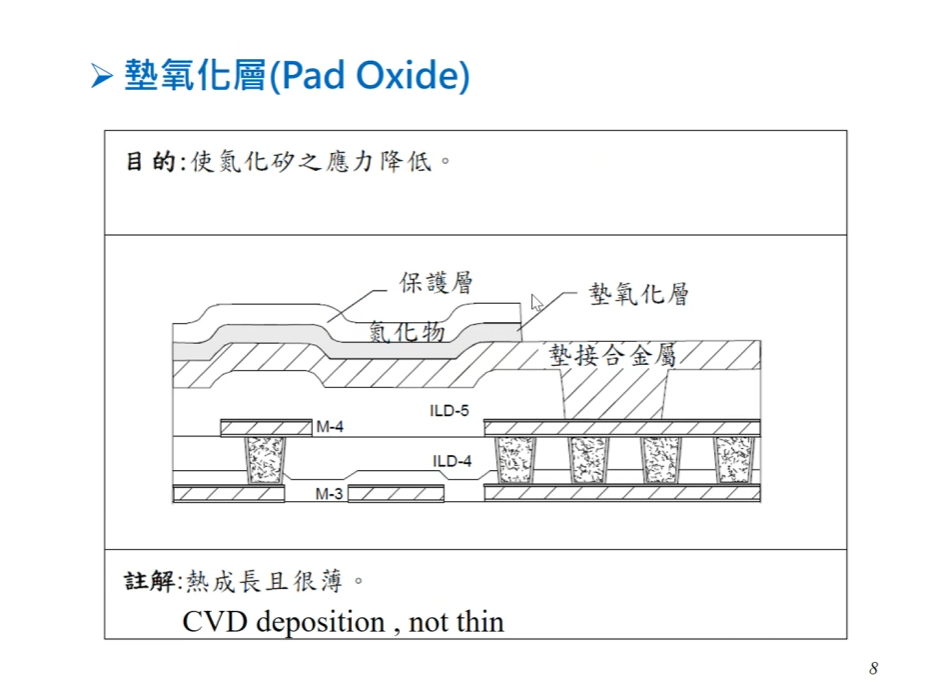 ➢ 墊氧化層(Pad Oxide)
目的:使氮化矽之應力降低。
保護層
墊氧化層
氮化物
墊接合金屬
ILD-5
M-4
ILD-4
M-3
註解:熱成長且很薄。
CVD deposition , not thin
8